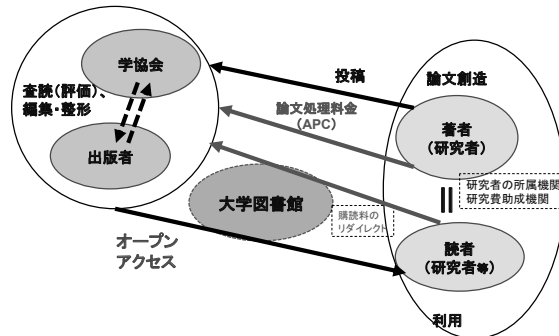 学協会
査読（評価）、
編集・整形
出版者
投稿
論文処理料金
（APC）
論文創造
著者
（研究者）
研究者の所属機関
研究費助成機関
大学図書館
購読料の
リダイレクト
オープン
アクセス
読者
（研究者等）
利用